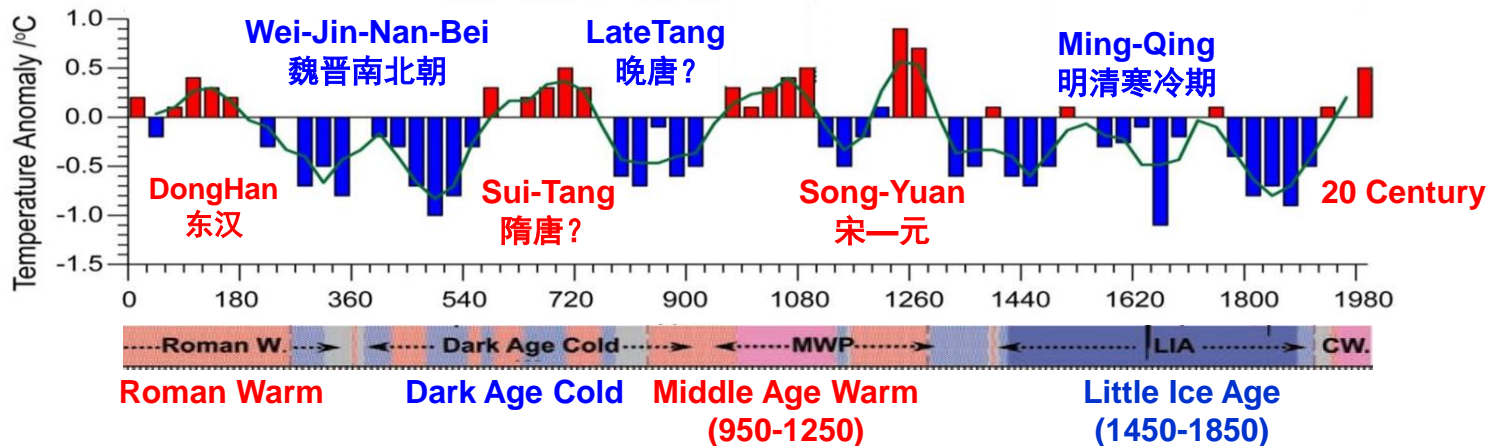 Temperature Anomaly /ºC
1.0
0.5
0.0
-0.5
-1.0
-1.5
Wei-Jin-Nan-Bei
魏晋南北朝
LateTang
晚唐？
Ming-Qing
明清寒冷期
DongHan
东汉
Sui-Tang
隋唐？
Song-Yuan
宋—元
20 Century
0 180 360 540 720 900 1080 1260 1440 1620 1800 1980
Roman W. Dark Age Cold MWP LIA CW.
Roman Warm Dark Age Cold Middle Age Warm Little Ice Age
(950-1250) (1450-1850)